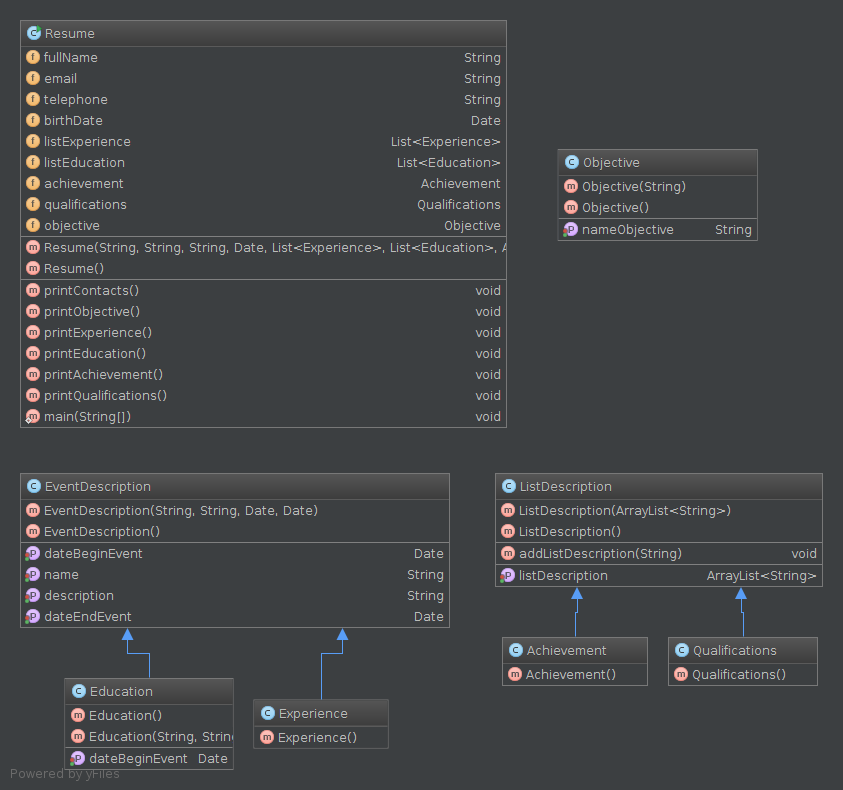 Resume
fullName String
email String
telephone String
birthDate Date
listExperience List<Experience>
listEducation List<Education>
achievement Achievement
qualifications Qualifications
objective Objective
Resume(String, String, String, Date, List<Experience>, List<Education>, A
Resume()
printContacts() void
printObjective() void
printExperience() void
printEducation() void
printAchievement() void
printQualifications() void
main(String[]) void
Objective
Objective(String)
Objective()
nameObjective String
EventDescription
EventDescription(String, String, Date, Date)
EventDescription()
dateBeginEvent Date
name String
description String
dateEndEvent Date
ListDescription
ListDescription(ArrayList<String>)
ListDescription()
addListDescription(String) void
listDescription ArrayList<String>
Achievement
Achievement()
Qualifications
Qualifications()
Education
Education()
Education(String, Strin
dateBeginEvent Date
Experience
Experience()
Powered by yFiles